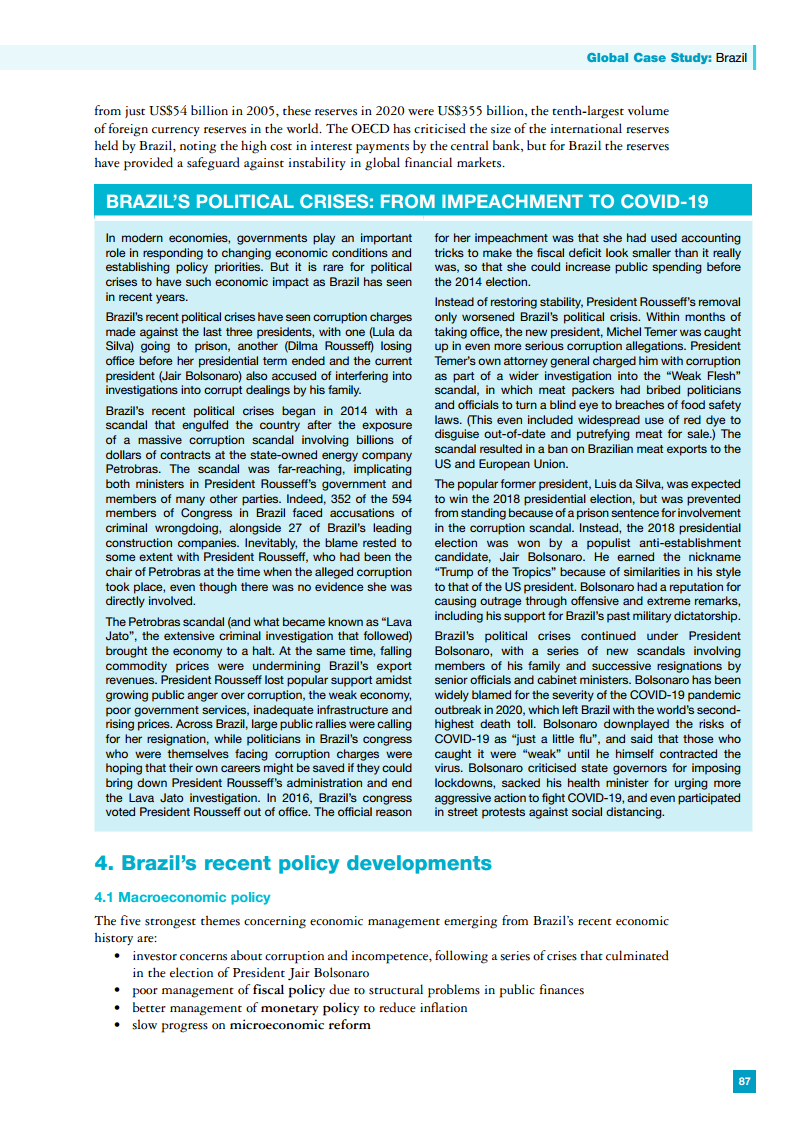 Global Case Study: Brazil
from just US$54 billion in 2005, these reserves in 2020 were US$355 billion, the tenth-largest volume
of foreign currency reserves in the world. The OECD has criticised the size of the international reserves
held by Brazil, noting the high cost in interest payments by the central bank, but for Brazil the reserves
have provided a safeguard against instability in global financial markets.
BRAZIL'S POLITICAL CRISES: FROM IMPEACHMENT TO COVID-19
In modern economies, governments play an important
role in responding to changing economic conditions and
establishing policy priorities. But it is rare for political
crises to have such economic impact as Brazil has seen
in recent years.
Brazil's recent political crises have seen corruption charges
made against the last three presidents, with one (Lula da
Silva) going to prison, another (Dilma Rousseff) losing
office before her presidential term ended and the current
president (Jair Bolsonaro) also accused of interfering into
investigations into corrupt dealings by his family.
Brazil's recent political crises began in 2014 with a
scandal that engulfed the country after the exposure
of a massive corruption scandal involving billions of
dollars of contracts at the state-owned energy company
Petrobras. The scandal was far-reaching, implicating
both ministers in President Rousseff's government and
members of many other parties. Indeed, 352 of the 594
members of Congress in Brazil faced accusations of
criminal wrongdoing, alongside 27 of Brazil's leading
construction companies. Inevitably, the blame rested to
some extent with President Rousseff, who had been the
chair of Petrobras at the time when the alleged corruption
took place, even though there was no evidence she was
directly involved.
The Petrobras scandal (and what became known as "Lava
Jato", the extensive criminal investigation that followed)
brought the economy to a halt. At the same time, falling
commodity prices were undermining Brazil's export
revenues. President Rousseff lost popular support amidst
growing public anger over corruption, the weak economy,
poor government services, inadequate infrastructure and
rising prices. Across Brazil, large public rallies were calling
for her resignation, while politicians in Brazil's congress
who were themselves facing corruption charges were
hoping that their own careers might be saved if they could
bring down President Rousseff's administration and end
the Lava Jato investigation. In 2016, Brazil's congress
voted President Rousseff out of office. The official reason
for her impeachment was that she had used accounting
tricks to make the fiscal deficit look smaller than it really
was, so that she could increase public spending before
the 2014 election.
Instead of restoring stability, President Rousseff's removal
only worsened Brazil's political crisis. Within months of
taking office, the new president, Michel Temer was caught
up in even more serious corruption allegations. President
Temer's own attorney general charged him with corruption
as part of a wider investigation into the "Weak Flesh"
scandal, in which meat packers had bribed politicians
and officials to turn a blind eye to breaches of food safety
laws. (This even included widespread use of red dye to
disguise out-of-date and putrefying meat for sale.) The
scandal resulted in a ban on Brazilian meat exports to the
US and European Union.
The popular former president, Luis da Silva, was expected
to win the 2018 presidential election, but was prevented
from standing because of a prison sentence for involvement
in the corruption scandal. Instead, the 2018 presidential
election was won by a populist anti-establishment
candidate, Jair Bolsonaro. He earned the nickname
"Trump of the Tropics" because of similarities in his style
to that of the US president. Bolsonaro had a reputation for
causing outrage through offensive and extreme remarks,
including his support for Brazil's past military dictatorship.
Brazil's political crises continued under President
Bolsonaro, with a series of new scandals involving
members of his family and successive resignations by
senior officials and cabinet ministers. Bolsonaro has been
widely blamed for the severity of the COVID-19 pandemic
outbreak in 2020, which left Brazil with the world's second-
highest death toll. Bolsonaro downplayed the risks of
COVID-19 as "just a little flu", and said that those who
caught it were "weak" until he himself contracted the
virus. Bolsonaro criticised state governors for imposing
lockdowns, sacked his health minister for urging more
aggressive action to fight COVID-19, and even participated
in street protests against social distancing.
4. Brazil's recent policy developments
4.1 Macroeconomic policy
The five strongest themes concerning economic management emerging from Brazil's recent economic
history are:
• investor concerns about corruption and incompetence, following a series of crises that culminated
in the election of President Jair Bolsonaro
• poor management of fiscal policy due to structural problems in public finances
• better management of monetary policy to reduce inflation
• slow progress on microeconomic reform
87